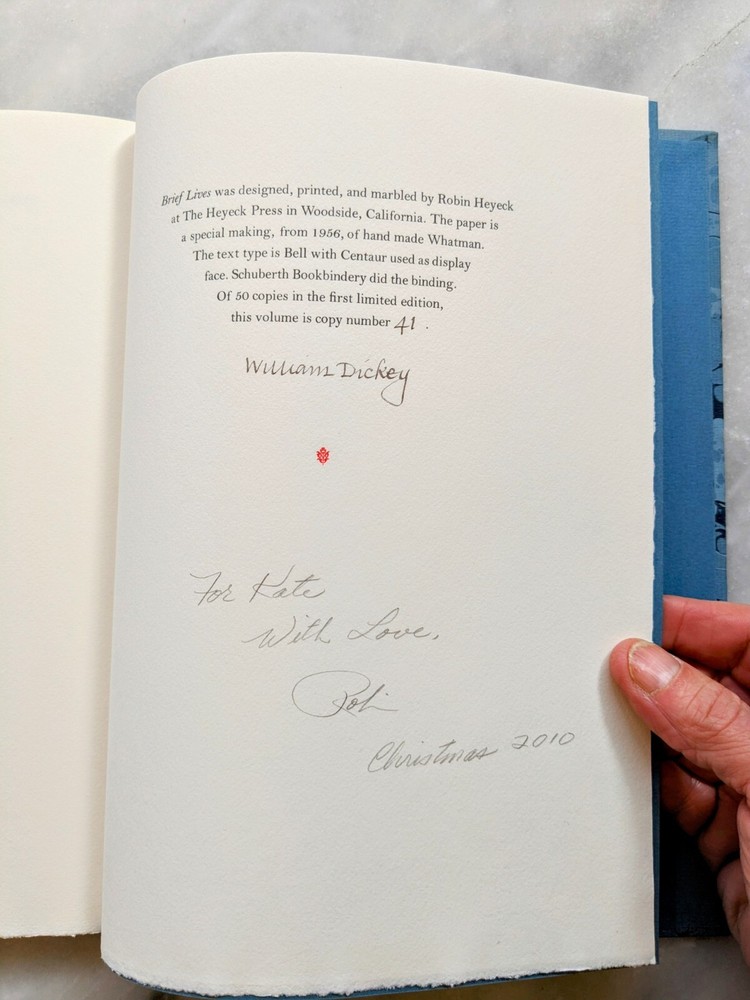 Brief Lives was designed, printed, and marbled by Robin Heyeck
at The Heyeck Press in Woodside, California. The paper is
a special making, from 1956, of hand made Whatman.
The text type is Bell with Centaur used as display
face. Schuberth Bookbindery did the binding.
Of 50 copies in the first limited edition,
this volume is copy number 41 .
William Dickey
For Kate
With Love,
Robin
Christmas 2010